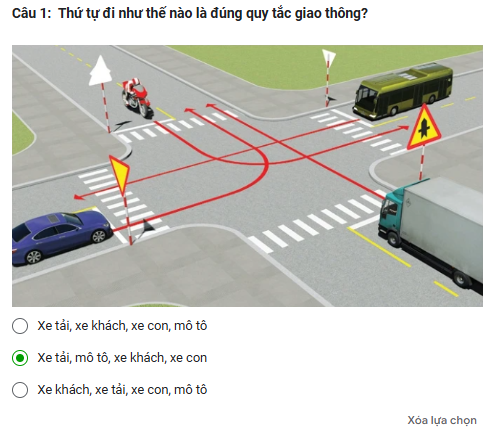 Câu 1: Thứ tự đi như thế nào là đúng quy tắc giao thông?
Xe tải, xe khách, xe con, mô tô
Xe tải, mô tô, xe khách, xe con
Xe khách, xe tải, xe con, mô tô
Xóa lựa chọn